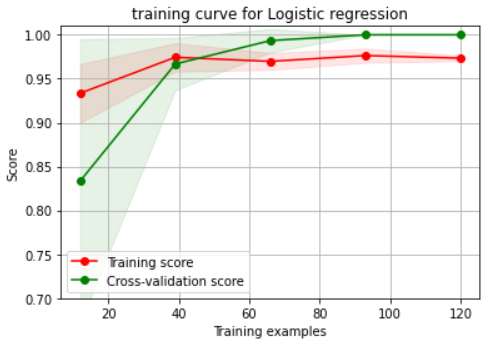 training curve for Logistic regression
1.00
0.95
0.90
0.85
0.80
0.75
0.70
Score
Training score
Cross-validation score
20
40
60
80
100
120
Training examples